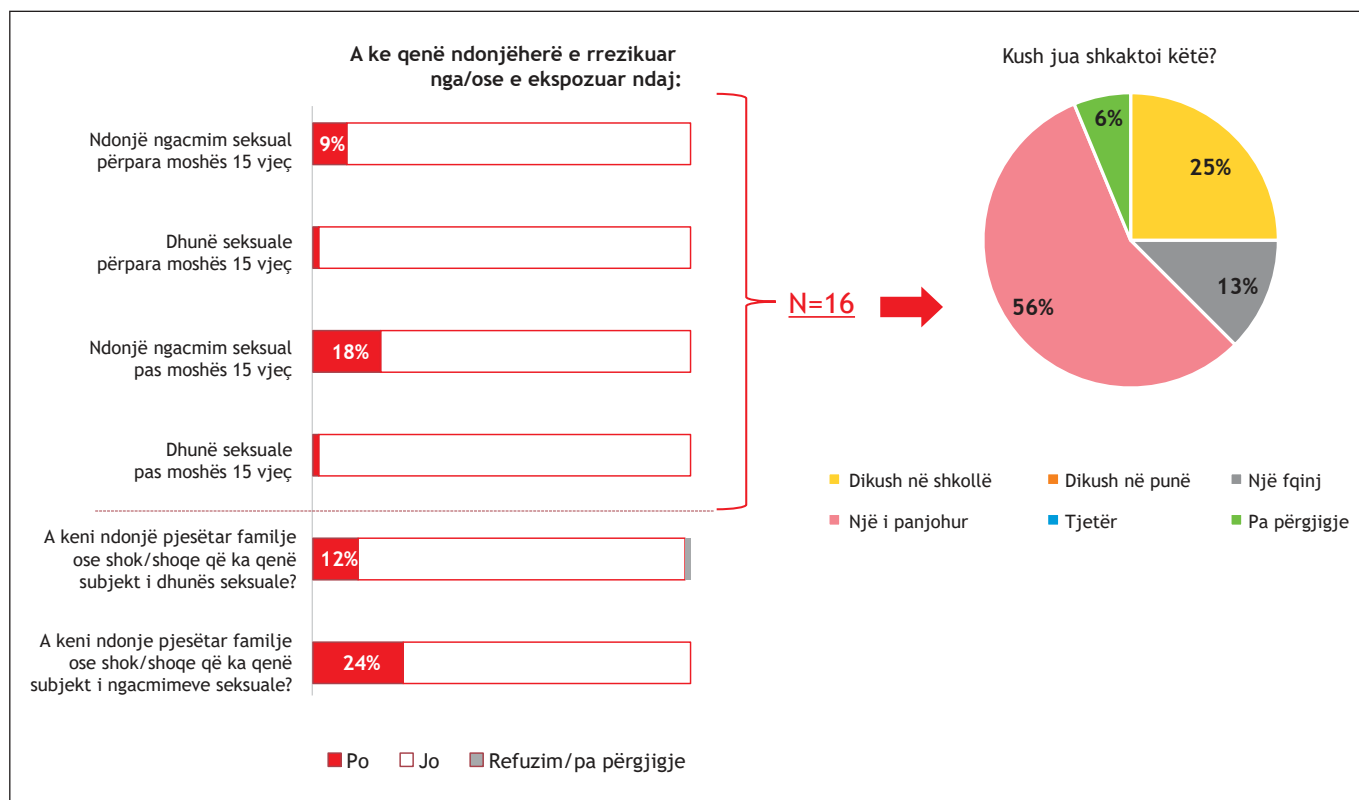 A ke qenë ndonjëherë e rrezikuar
nga/ose e ekspozuar ndaj:
Ndonjë ngacmim seksual
përpara moshës 15 vjeç
9%
Dhunë seksuale
përpara moshës 15 vjeç
Ndonjë ngacmim seksual
pas moshës 15 vjeç
18%
Dhunë seksuale
pas moshës 15 vjeç
A keni ndonjë pjesëtar familje
ose shok/shoqe që ka qenë
subjekt i dhunës seksuale?
12%
A keni ndonje pjesëtar familje
ose shok/shoqe që ka qenë
subjekt i ngacmimeve seksuale?
24%
Po
Jo
Refuzim/pa përgjigje
N=16
Kush jua shkaktoi këtë?
6%
25%
13%
56%
Dikush në shkollë
Dikush në punë
Një fqinj
Një i panjohur
Tjetër
Pa përgjigje